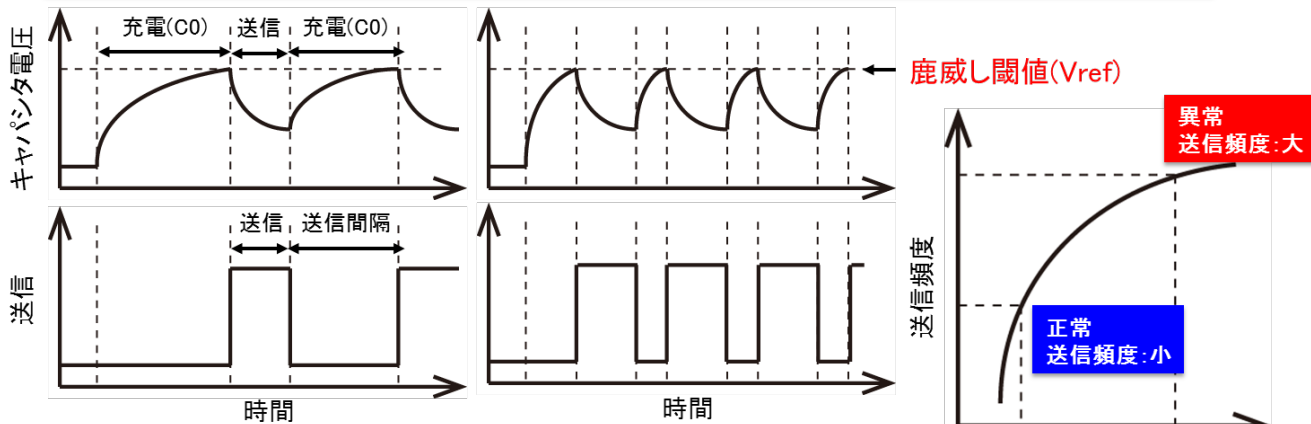 充電(C0)
送信
充電(C0)
キャパシタ電圧
鹿威し閾値(Vref)
異常
送信頻度:大
送信
送信間隔
送信
時間
時間
送信頻度
正常
送信頻度:小